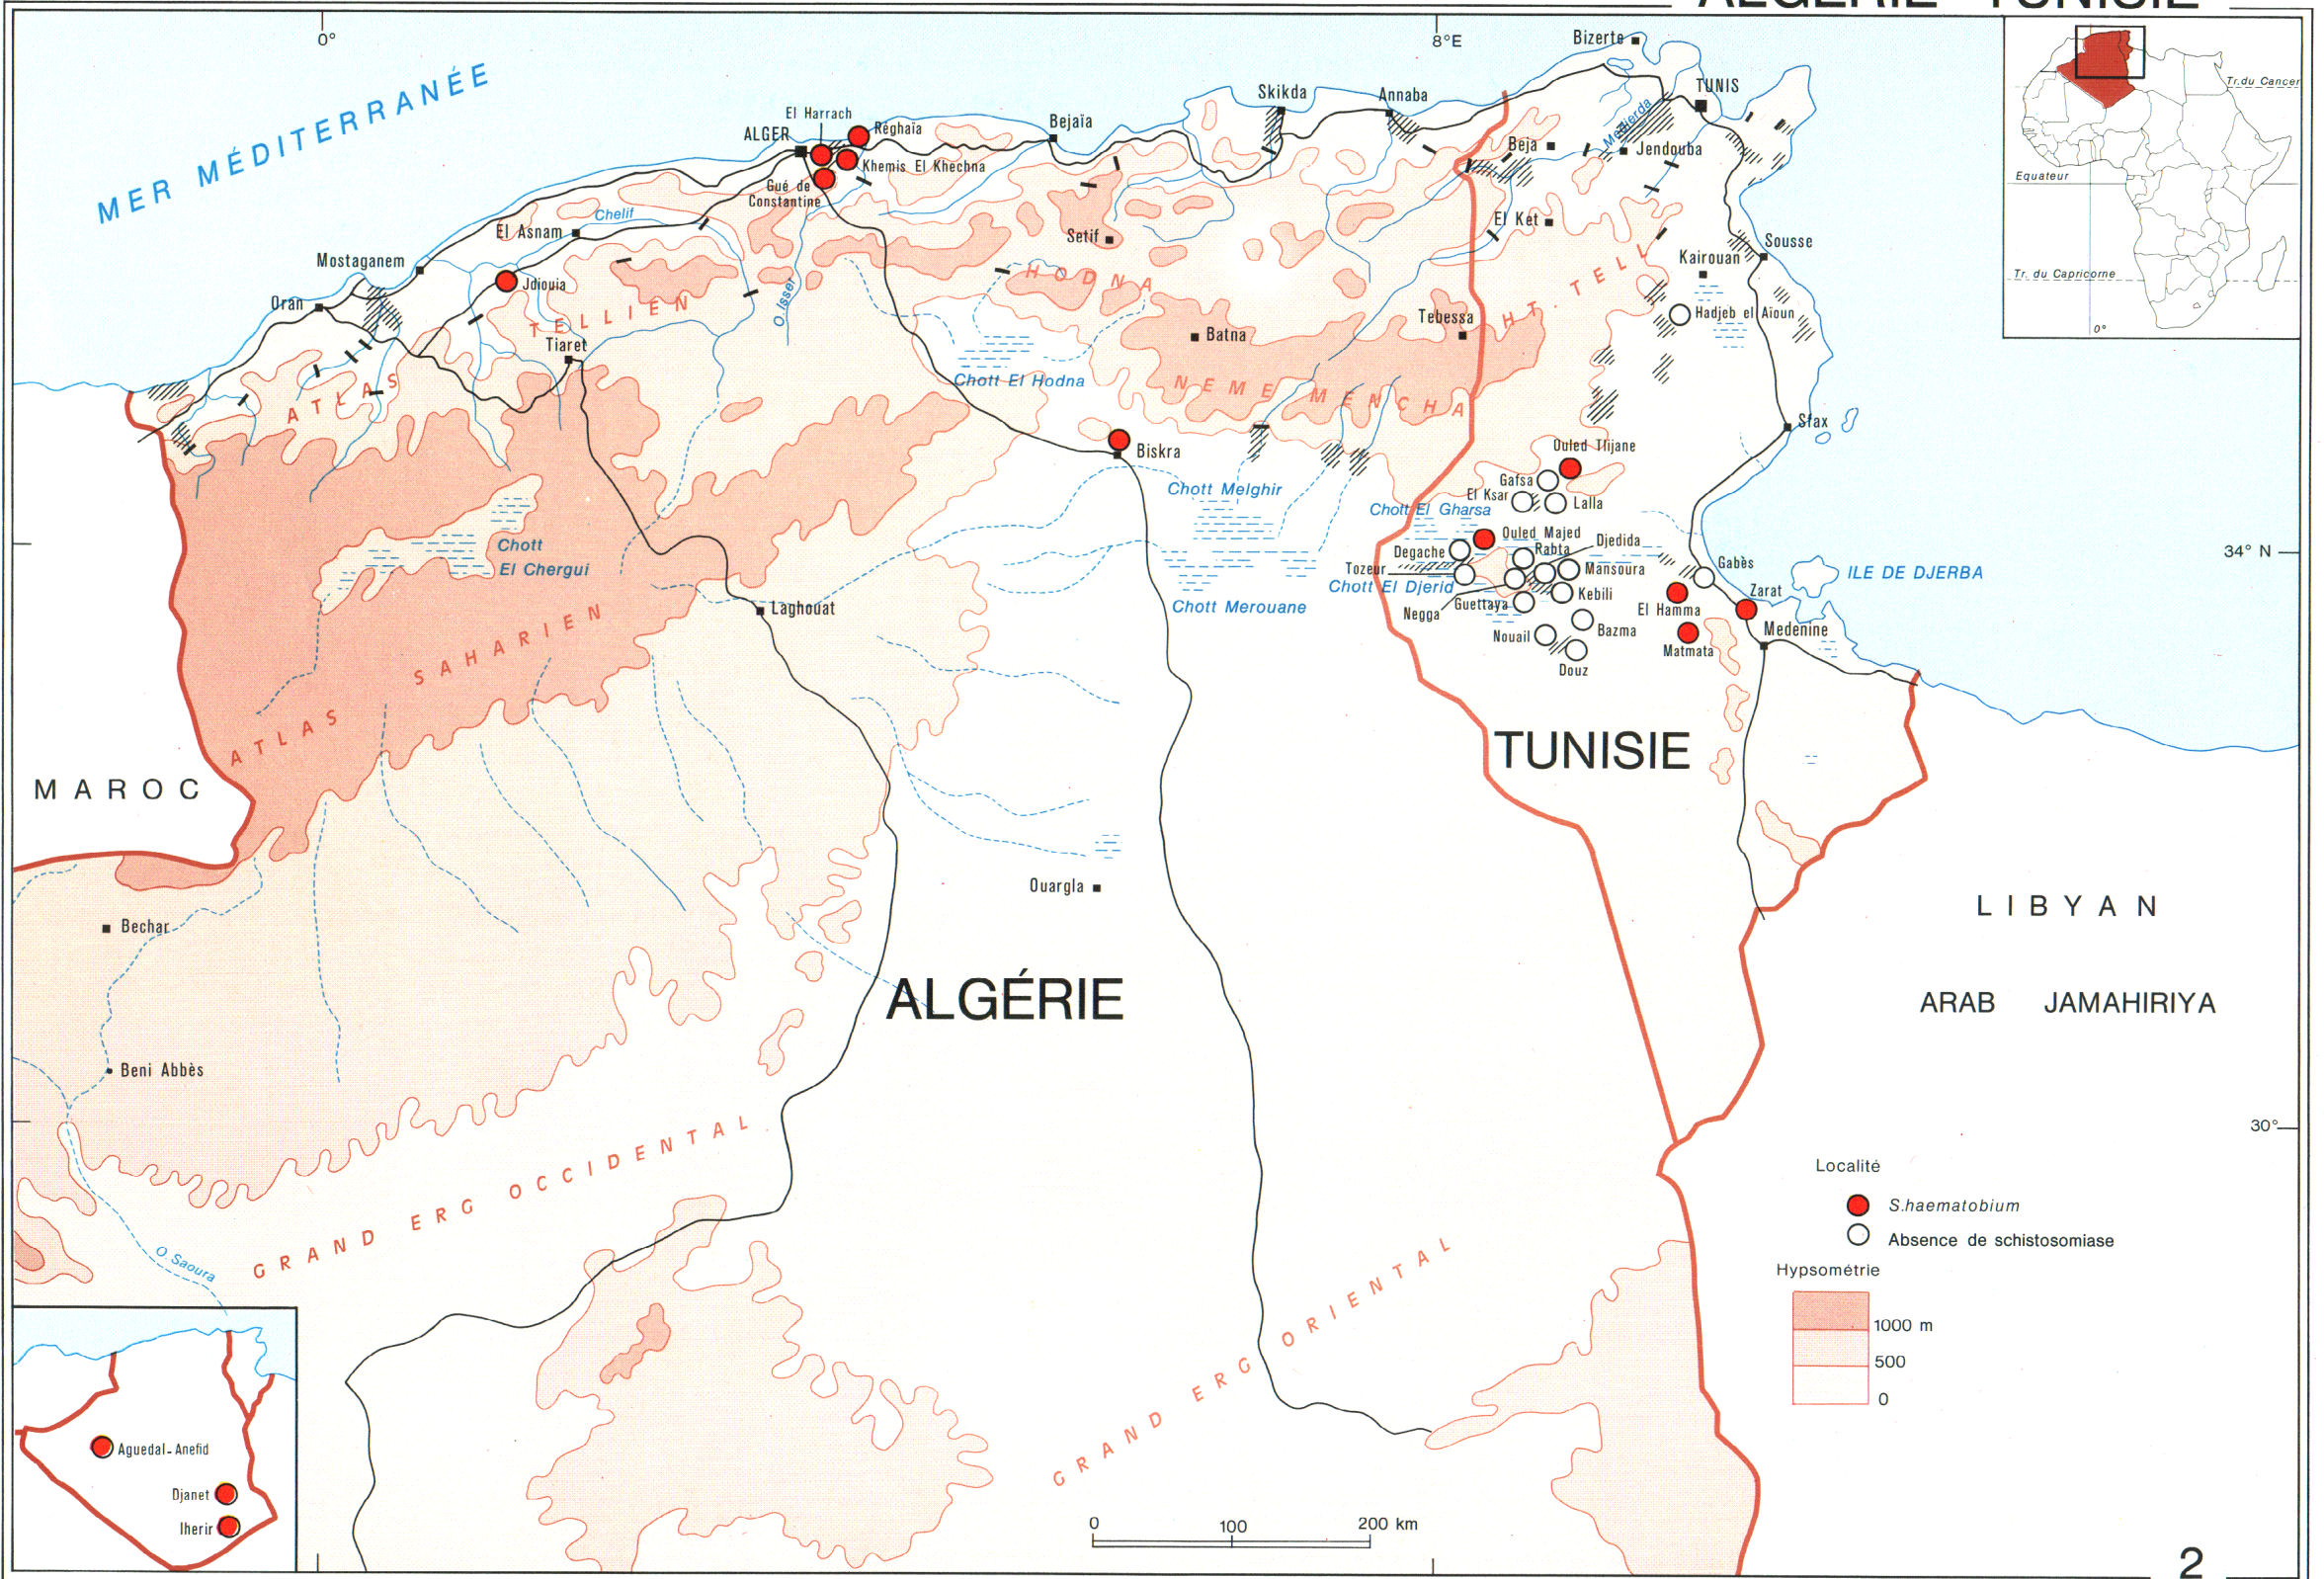 ALGÉRIE - TUNISIE
0°
8°E
MER MÉDITERRANÉE
Bizerte
TUNIS
Medjerda
Beja
Jendouba
El Ket
Skikda
Annaba
Bejaïa
El Harrach
ALGER
Réghaïa
Khemis El Khechna
Gué de
Constantine
Chelif
El Asnam
Mostaganem
Jdiouia
Oran
O. Isser
Setif
HODNA
TELLIEN
Tiaret
ATLAS
Batna
Tebessa
HT. TELL
Kairouan
Sousse
Hadjeb el Aïoun
Chott El Hodna
NEMEMENCHA
Sfax
Biskra
Ouled Tlijane
Gafsa
El Ksar
Lalla
Chott Melghir
Chott El Gharsa
Ouled Majed
Djedida
Rabta
Degache
Tozeur
Mansoura
Chott El Djerid
Kebili
Negga
Guettaya
Nouail
Bazma
Douz
Gabès
El Hamma
Zarat
Matmata
Medenine
ILE DE DJERBA
34° N
Chott
El Chergui
Chott Merouane
Laghouat
ATLAS SAHARIEN
MAROC
TUNISIE
Ouargla
Bechar
ALGÉRIE
LIBYAN
ARAB JAMAHIRIYA
Beni Abbès
30°
GRAND ERG OCCIDENTAL
O. Saoura
GRAND ERG ORIENTAL
Localité
S.haematobium
Absence de schistosomiase
Hypsométrie
1000 m
500
0
Aguedal-Anefid
Djanet
Iherir
0 100 200 km
Tr. du Cancer
Equateur
Tr. du Capricorne
0°
2